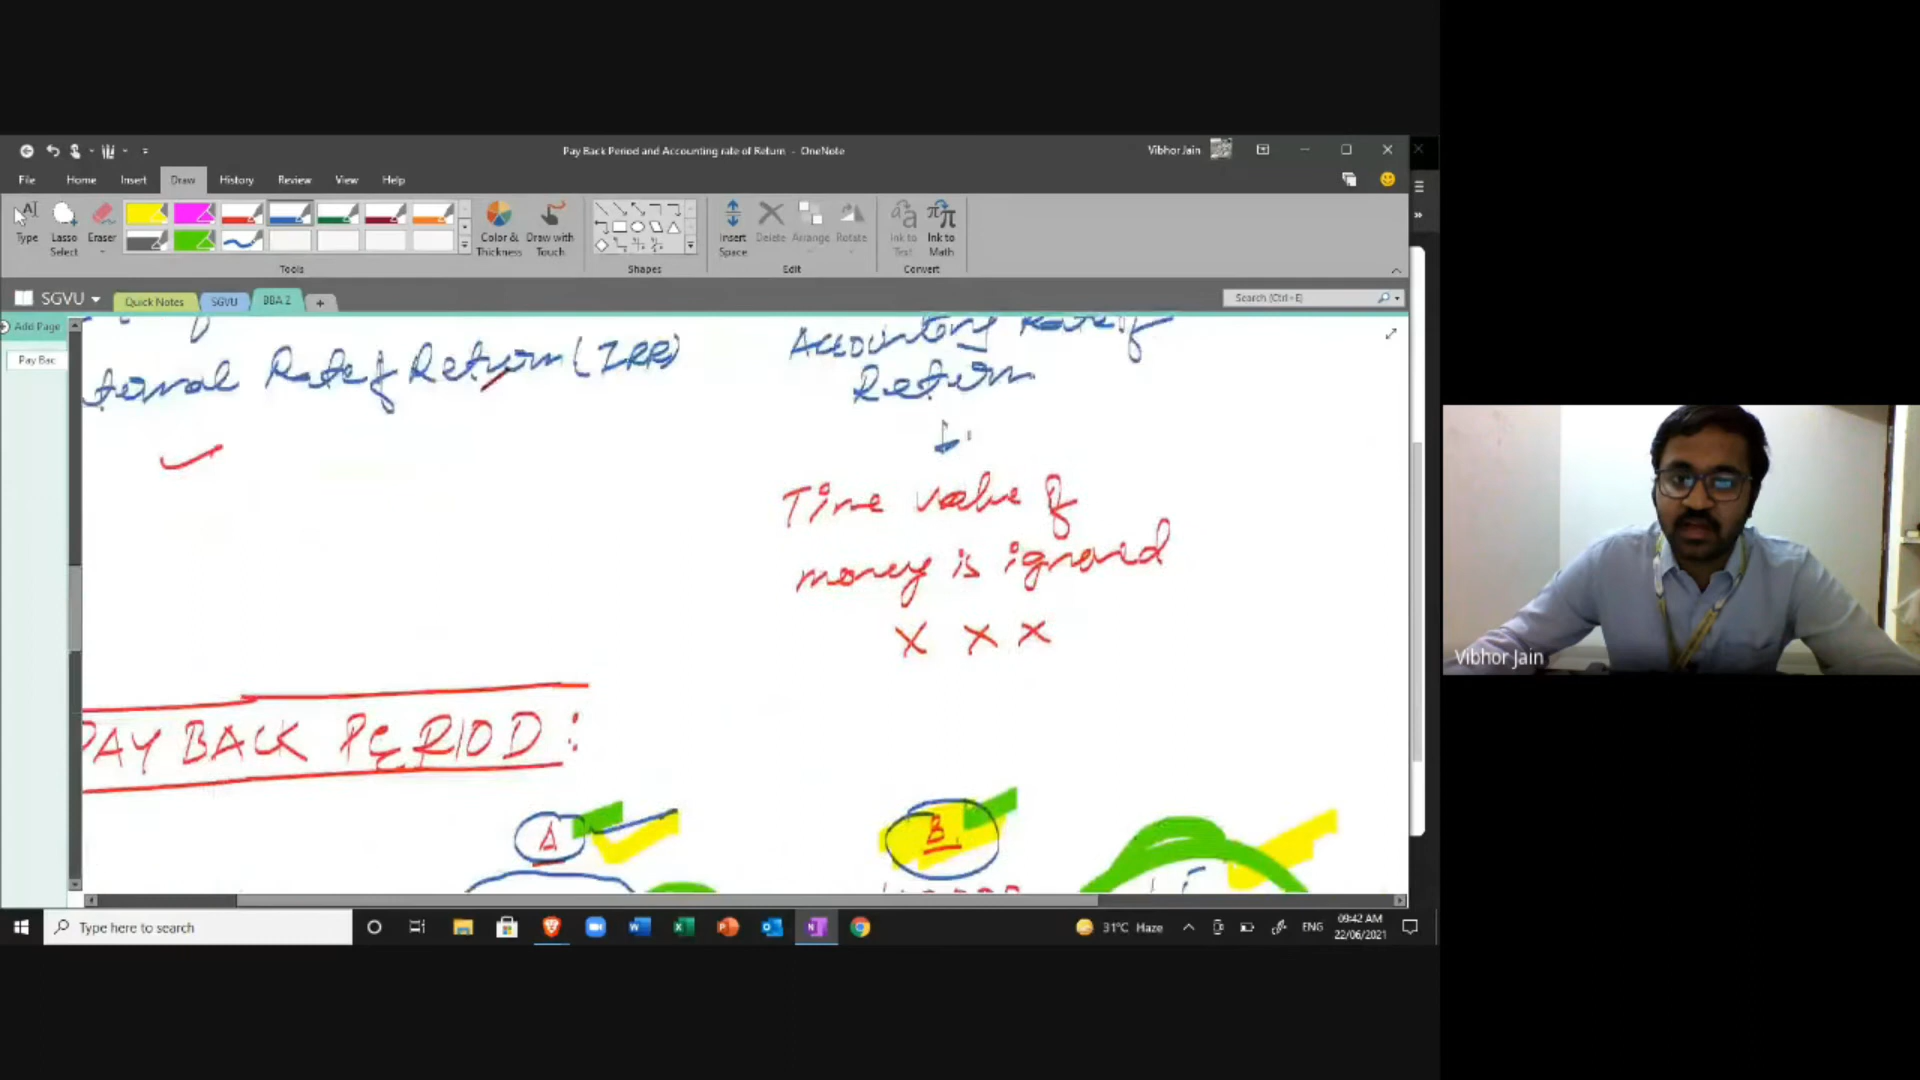 Pay Back Period and Accounting rate of Return - OneNote
Vibhor Jain
File Home Insert Draw History Review View Help
Type
Lasso Select
Eraser
Color & Thickness
Draw with Touch
Insert Space
Delete
Arrange
Rotate
Ink to Text
Ink to Math
Tools
Shapes
Edit
Convert
SGVU
Quick Notes
SGVU
BBA 2
Search (Ctrl+E)
Add Page
Pay Bac
Accounting Rate of
ternal Rate of Return (IRR)
Return
Time value of
money is ignored
X X X
PAY BACK PERIOD :
A
B
Vibhor Jain
Type here to search
31°C Haze
ENG
09:42 AM
22/06/2021